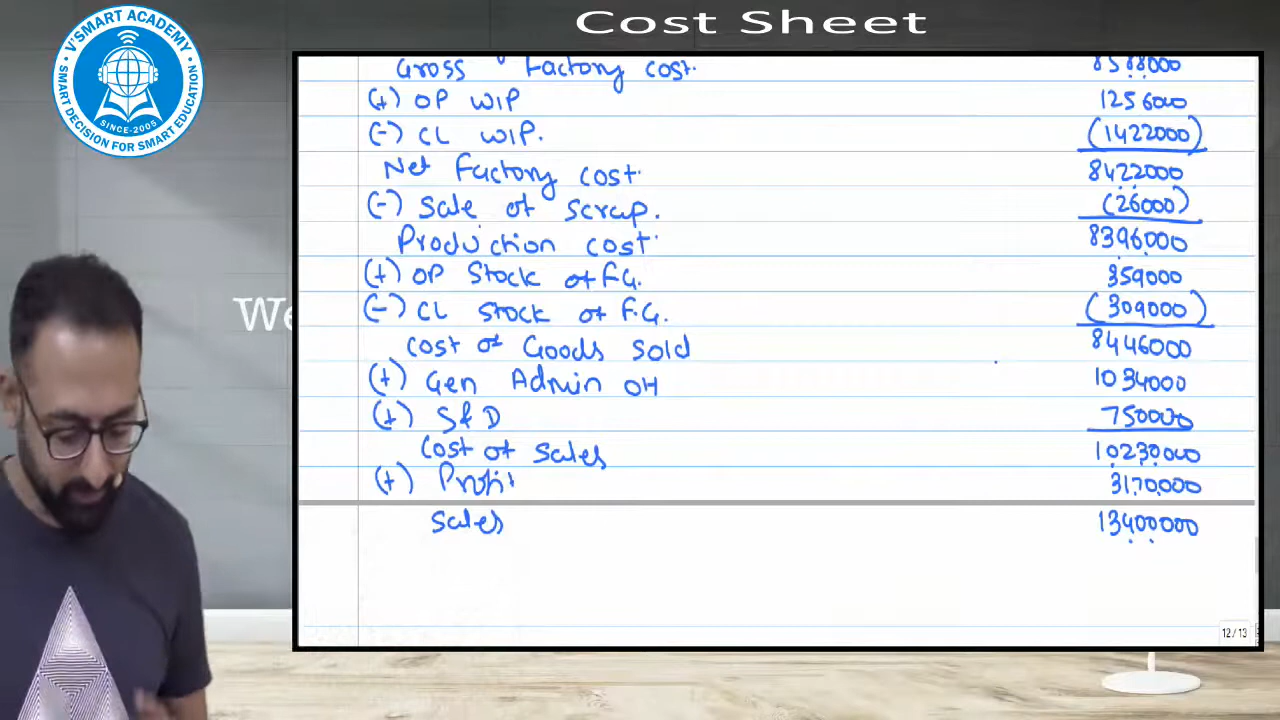 Cost Sheet
V'SMART ACADEMY
SMART DECISION FOR SMART EDUCATION
SINCE-2005
We
Gross Factory cost. 8588000
(+) OP WIP 1256000
(-) CL WIP. (1422000)
Net Factory cost. 8422000
(-) Sale of scrap. (26000)
Production cost. 8396000
(+) OP Stock of F.G. 359000
(-) CL Stock of F.G. (309000)
Cost of Goods Sold 8446000
(+) Gen Admin OH 1034000
(+) S&D 750000
Cost of Sales 10230000
(+) Profit 3170000
Sales 13400000
12/13